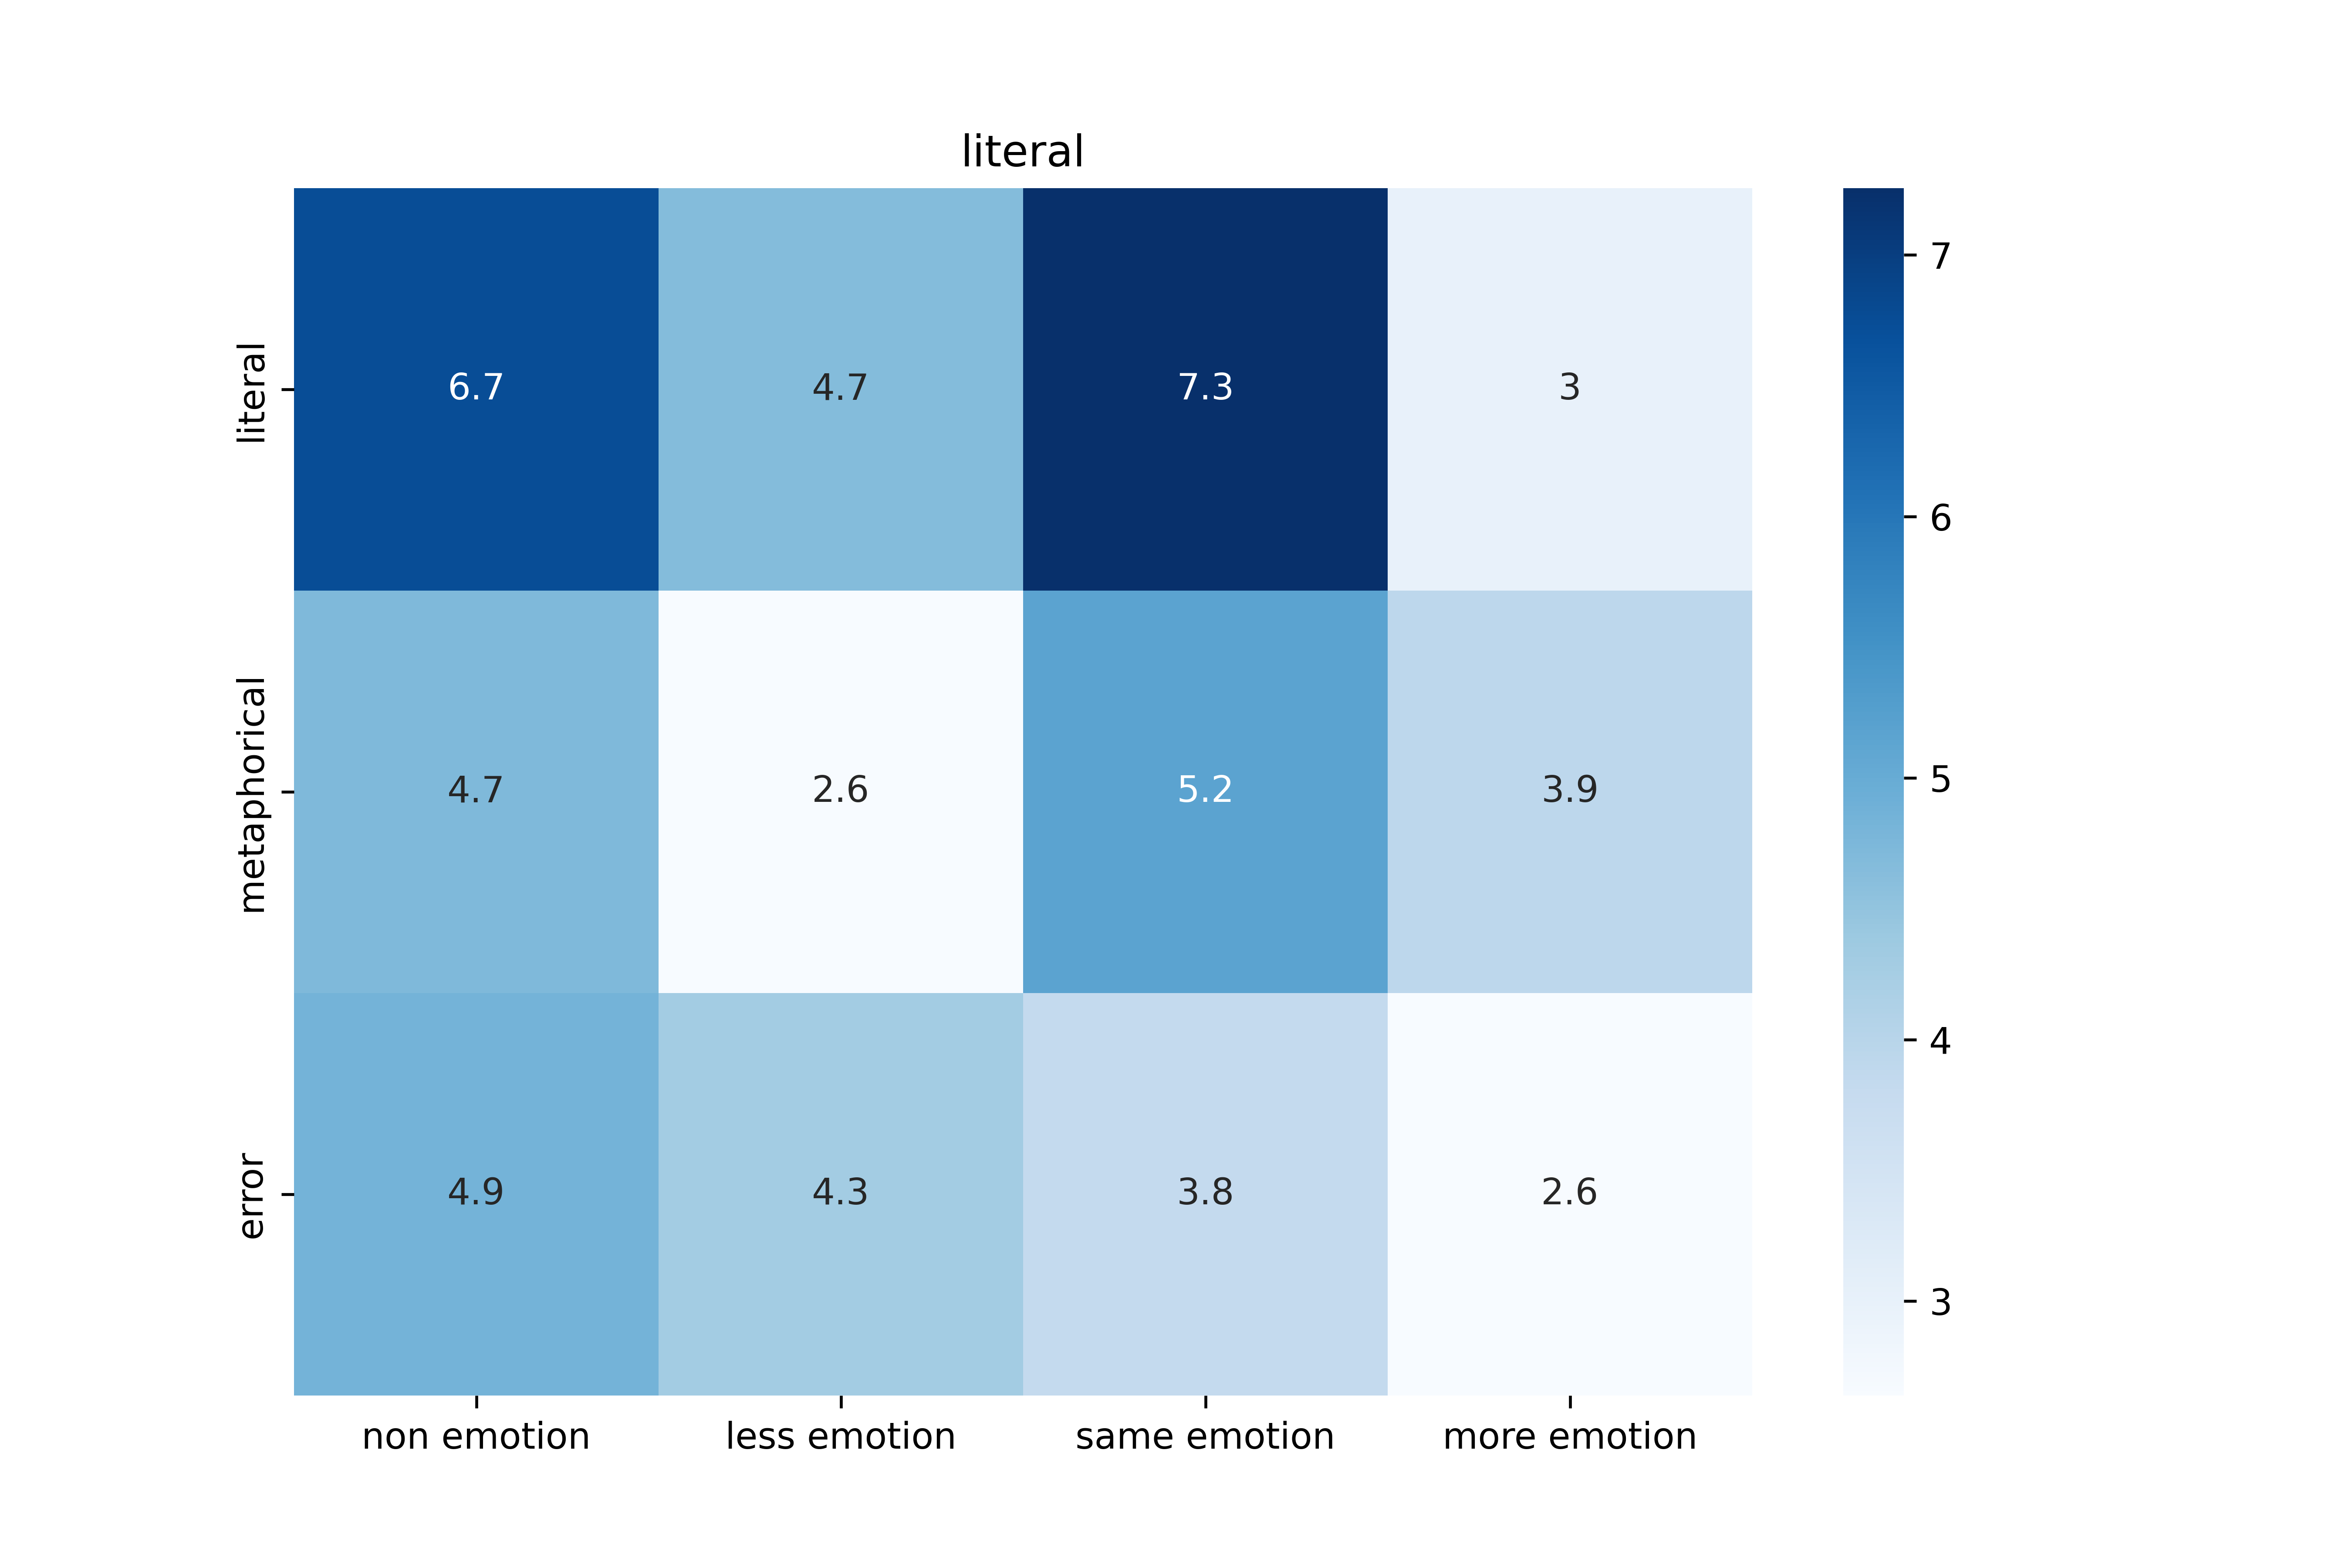 literal
literal
6.7 4.7 7.3 3
metaphorical
4.7 2.6 5.2 3.9
error
4.9 4.3 3.8 2.6
non emotion less emotion same emotion more emotion
7
6
5
4
3